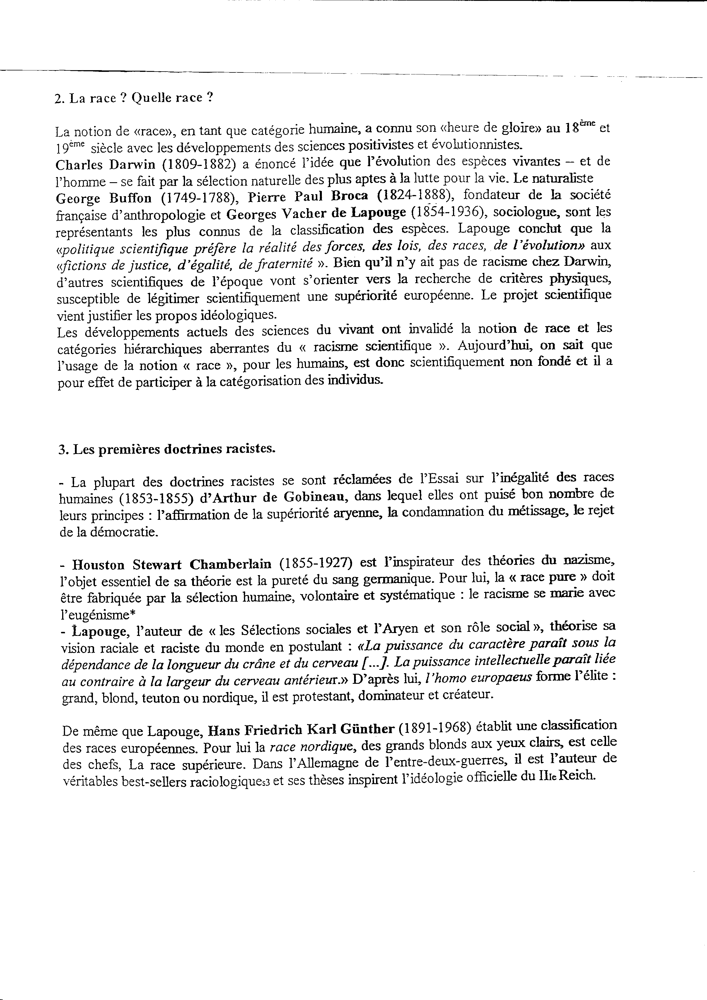 2. La race ? Quelle race ?
La notion de «race», en tant que catégorie humaine, a connu son «heure de gloire» au 18ème et
19ème siècle avec les développements des sciences positivistes et évolutionnistes.
Charles Darwin (1809-1882) a énoncé l'idée que l'évolution des espèces vivantes – et de
l'homme – se fait par la sélection naturelle des plus aptes à la lutte pour la vie. Le naturaliste
George Buffon (1749-1788), Pierre Paul Broca (1824-1888), fondateur de la société
française d'anthropologie et Georges Vacher de Lapouge (1854-1936), sociologue, sont les
représentants les plus connus de la classification des espèces. Lapouge conclut que la
«politique scientifique préfère la réalité des forces, des lois, des races, de l'évolution» aux
«fictions de justice, d'égalité, de fraternité ». Bien qu'il n'y ait pas de racisme chez Darwin,
d'autres scientifiques de l'époque vont s'orienter vers la recherche de critères physiques,
susceptible de légitimer scientifiquement une supériorité européenne. Le projet scientifique
vient justifier les propos idéologiques.
Les développements actuels des sciences du vivant ont invalidé la notion de race et les
catégories hiérarchiques aberrantes du « racisme scientifique ». Aujourd'hui, on sait que
l'usage de la notion « race », pour les humains, est donc scientifiquement non fondé et il a
pour effet de participer à la catégorisation des individus.
3. Les premières doctrines racistes.
- La plupart des doctrines racistes se sont réclamées de l'Essai sur l'inégalité des races
humaines (1853-1855) d'Arthur de Gobineau, dans lequel elles ont puisé bon nombre de
leurs principes : l'affirmation de la supériorité aryenne, la condamnation du métissage, le rejet
de la démocratie.
- Houston Stewart Chamberlain (1855-1927) est l'inspirateur des théories du nazisme,
l'objet essentiel de sa théorie est la pureté du sang germanique. Pour lui, la « race pure » doit
être fabriquée par la sélection humaine, volontaire et systématique : le racisme se marie avec
l'eugénisme*
- Lapouge, l'auteur de « les Sélections sociales et l'Aryen et son rôle social », théorise sa
vision raciale et raciste du monde en postulant : «La puissance du caractère paraît sous la
dépendance de la longueur du crâne et du cerveau [...]. La puissance intellectuelle paraît liée
au contraire à la largeur du cerveau antérieur.» D'après lui, l'homo europaeus forme l'élite :
grand, blond, teuton ou nordique, il est protestant, dominateur et créateur.
De même que Lapouge, Hans Friedrich Karl Günther (1891-1968) établit une classification
des races européennes. Pour lui la race nordique, des grands blonds aux yeux clairs, est celle
des chefs, La race supérieure. Dans l'Allemagne de l'entre-deux-guerres, il est l'auteur de
véritables best-sellers raciologiques3 et ses thèses inspirent l'idéologie officielle du IIIe Reich.